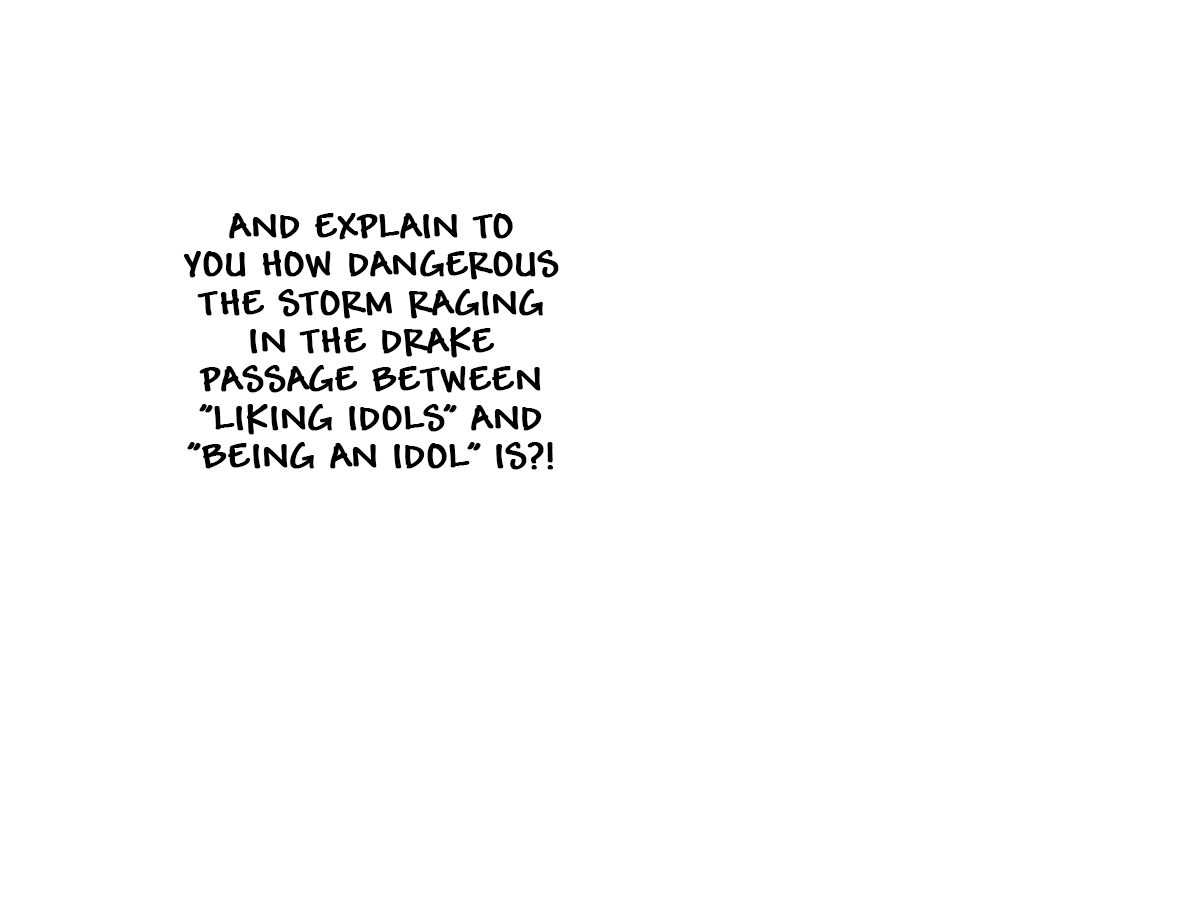 AND EXPLAIN TO
YOU HOW DANGEROUS
THE STORM RAGING
IN THE DRAKE
PASSAGE BETWEEN
"LIKING IDOLS" AND
"BEING AN IDOL" IS?!